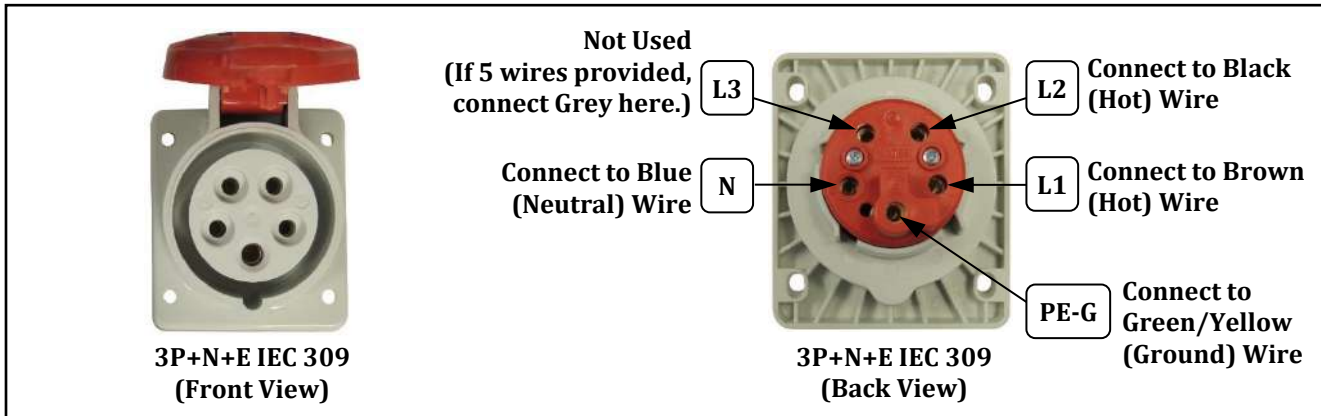 Not Used
(If 5 wires provided,
connect Grey here.)
L3
L2
Connect to Black
(Hot) Wire
Connect to Blue
(Neutral) Wire
N
L1
Connect to Brown
(Hot) Wire
PE-G
Connect to
Green/Yellow
(Ground) Wire
3P+N+E IEC 309
(Front View)
3P+N+E IEC 309
(Back View)